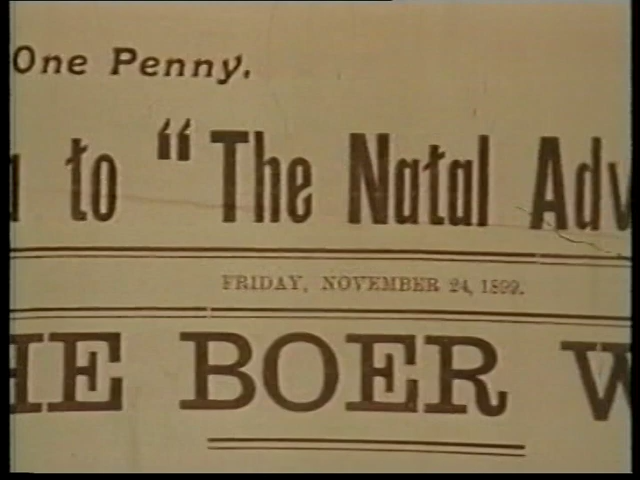 One Penny.
to "The Natal Adv
FRIDAY, NOVEMBER 24, 1899.
HE BOER W